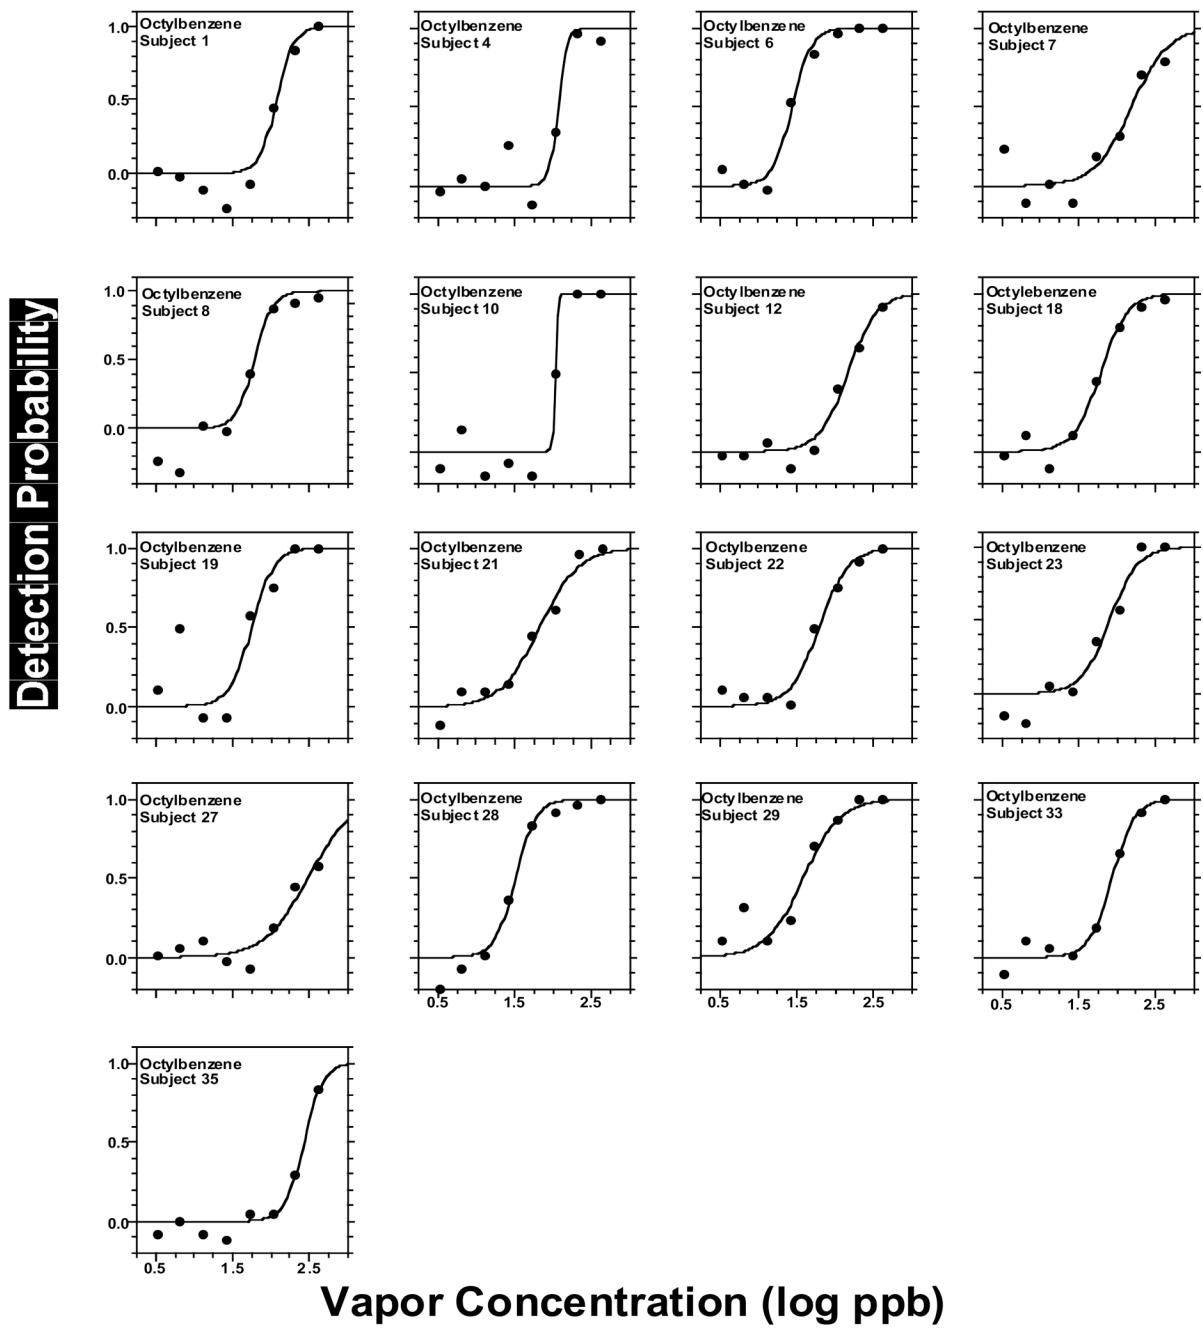 Detection Probability
Octylbenzene
Subject 1
Octylbenzene
Subject 4
Octylbenzene
Subject 6
Octylbenzene
Subject 7
1.0
0.5
0.0
Octylbenzene
Subject 8
Octylbenzene
Subject 10
Octylbenzene
Subject 12
Octylebenzene
Subject 18
1.0
0.5
0.0
Octylbenzene
Subject 19
Octylbenzene
Subject 21
Octylbenzene
Subject 22
Octylbenzene
Subject 23
1.0
0.5
0.0
Octylbenzene
Subject 27
Octylbenzene
Subject 28
Octylbenzene
Subject 29
Octylbenzene
Subject 33
1.0
0.5
0.0
0.5 1.5 2.5
0.5 1.5 2.5
0.5 1.5 2.5
Octylbenzene
Subject 35
1.0
0.5
0.0
0.5 1.5 2.5
Vapor Concentration (log ppb)